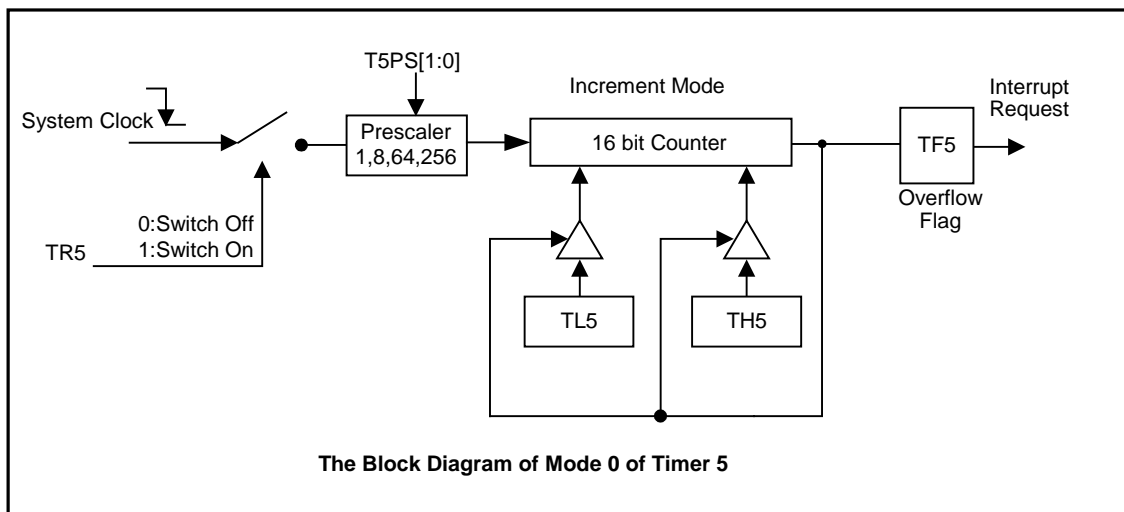 T5PS[1:0]
Increment Mode
Interrupt
Request
System Clock
Prescaler
1,8,64,256
16 bit Counter
TF5
Overflow
Flag
0:Switch Off
1:Switch On
TR5
TL5
TH5
The Block Diagram of Mode 0 of Timer 5